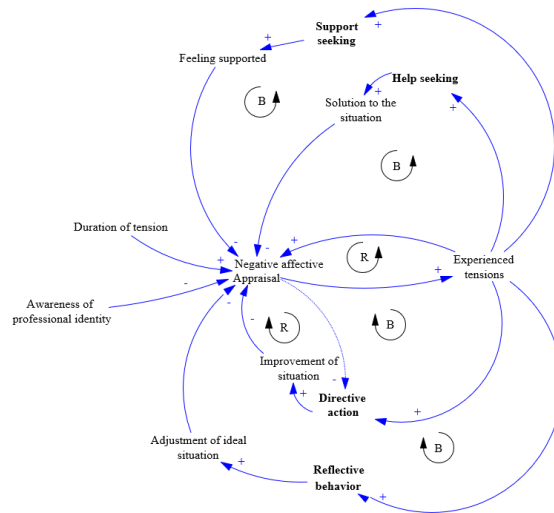 Support
seeking
+
+
Feeling supported
Help seeking
+
B
Solution to the
situation
+
B
Duration of tension
-
-
+
R
+
Negative affective
Appraisal
Experienced
tensions
+
-
Awareness of
professional identity
-
-
R
B
Improvement of
situation
-
+
Directive
action
+
Adjustment of ideal
situation
B
+
Reflective
behavior
+